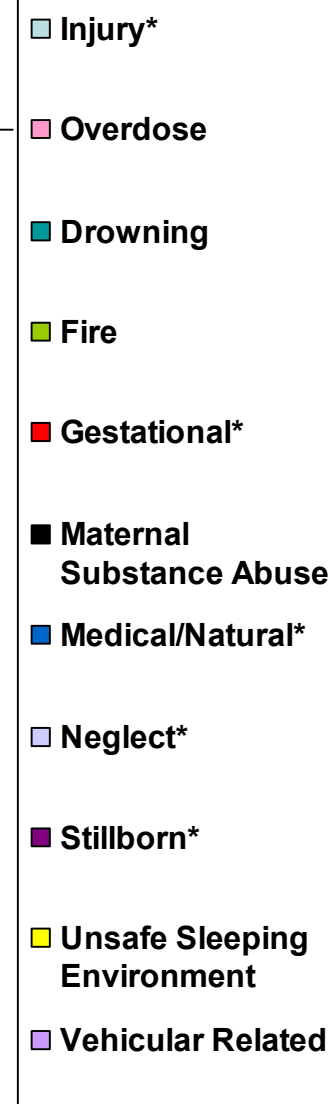 Injury*
Overdose
Drowning
Fire
Gestational*
Maternal
Substance Abuse
Medical/Natural*
Neglect*
Stillborn*
Unsafe Sleeping
Environment
Vehicular Related